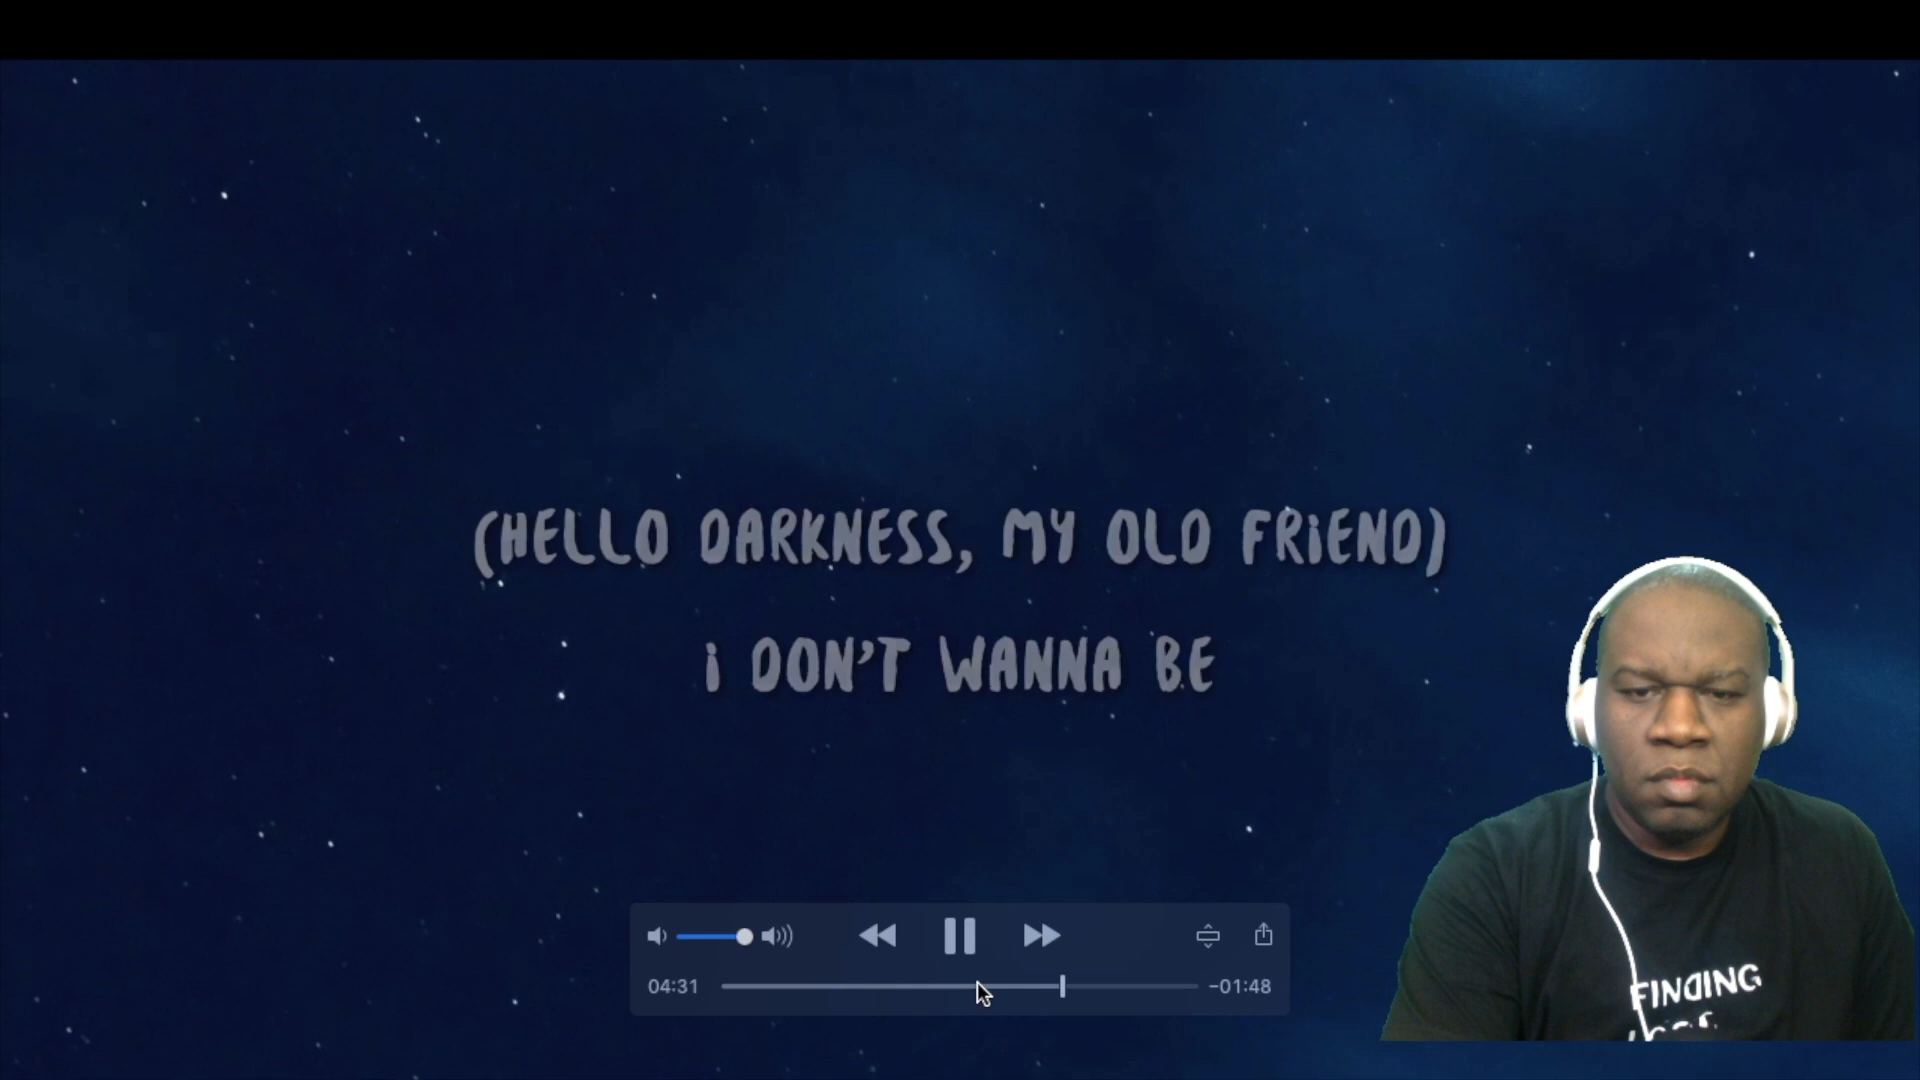 (HELLO DARKNESS, MY OLD FRIEND)
I DON'T WANNA BE
04:31
-01:48
FINDING